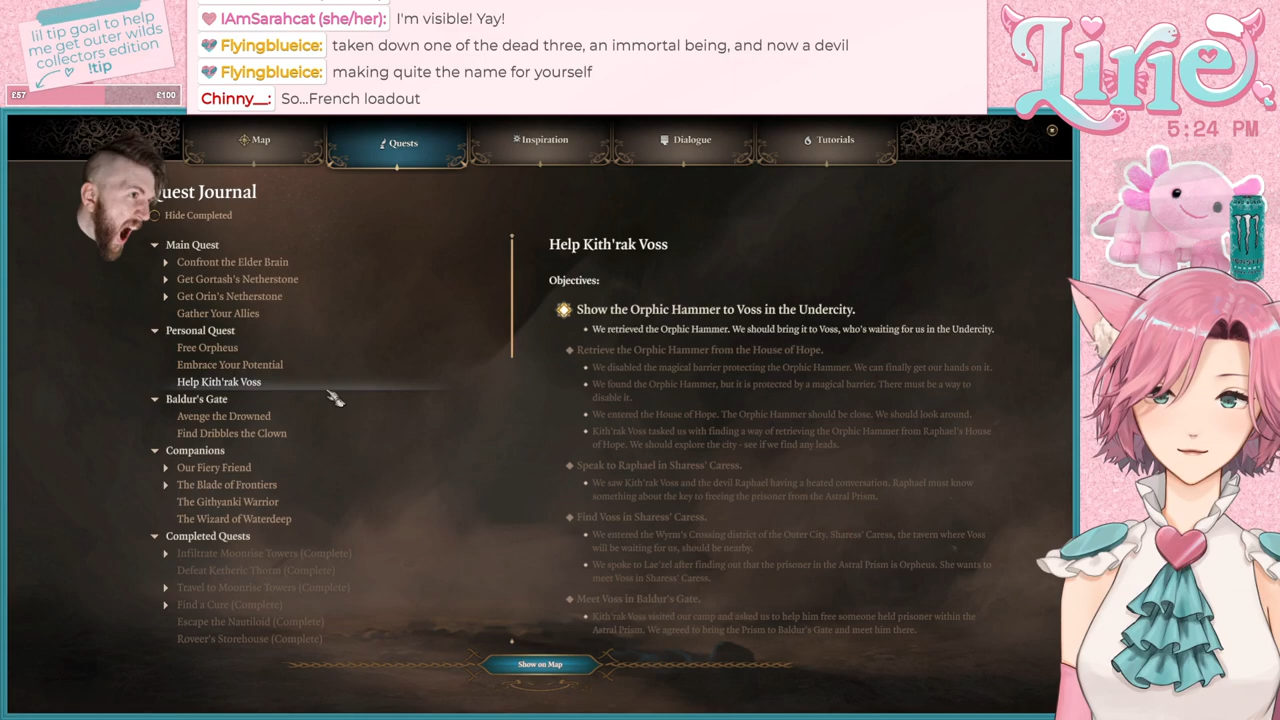 lil tip goal to help
me get outer wilds
collectors edition
!tip
£57 £100
IAmSarahcat (she/her): I'm visible! Yay!
Flyingblueice: taken down one of the dead three, an immortal being, and now a devil
Flyingblueice: making quite the name for yourself
Chinny__: So...French loadout
Lirie
5:24 PM
Map
Quests
Inspiration
Dialogue
Tutorials
Quest Journal
Hide Completed
Main Quest
Confront the Elder Brain
Get Gortash's Netherstone
Get Orin's Netherstone
Gather Your Allies
Personal Quest
Free Orpheus
Embrace Your Potential
Help Kith'rak Voss
Baldur's Gate
Avenge the Drowned
Find Dribbles the Clown
Companions
Our Fiery Friend
The Blade of Frontiers
The Githyanki Warrior
The Wizard of Waterdeep
Completed Quests
Infiltrate Moonrise Towers (Complete)
Defeat Ketheric Thorm (Complete)
Travel to Moonrise Towers (Complete)
Find a Cure (Complete)
Escape the Nautiloid (Complete)
Roveer's Storehouse (Complete)
Help Kith'rak Voss
Objectives:
Show the Orphic Hammer to Voss in the Undercity.
We retrieved the Orphic Hammer. We should bring it to Voss, who's waiting for us in the Undercity.
Retrieve the Orphic Hammer from the House of Hope.
We disabled the magical barrier protecting the Orphic Hammer. We can finally get our hands on it.
We found the Orphic Hammer, but it is protected by a magical barrier. There must be a way to
disable it.
We entered the House of Hope. The Orphic Hammer should be close. We should look around.
Kith'rak Voss tasked us with finding a way of retrieving the Orphic Hammer from Raphael's House
of Hope. We should explore the city - see if we find any leads.
Speak to Raphael in Sharess' Caress.
We saw Kith'rak Voss and the devil Raphael having a heated conversation. Raphael must know
something about the key to freeing the prisoner from the Astral Prism.
Find Voss in Sharess' Caress.
We entered the Wyrm's Crossing district of the Outer City. Sharess' Caress, the tavern where Voss
will be waiting for us, should be nearby.
We spoke to Lae'zel after finding out that the prisoner in the Astral Prism is Orpheus. She wants to
meet Voss in Sharess' Caress.
Meet Voss in Baldur's Gate.
Kith'rak Voss visited our camp and asked us to help him free someone held prisoner within the
Astral Prism. We agreed to bring the Prism to Baldur's Gate and meet him there.
Show on Map